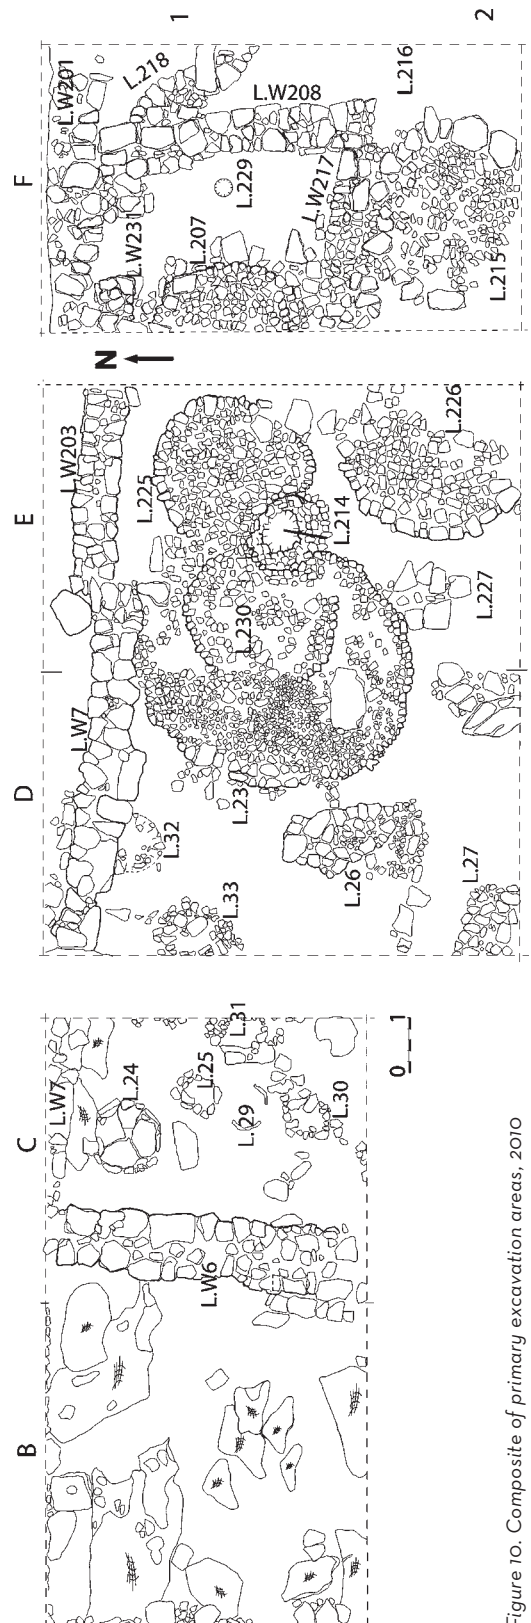 B
C
D
E
F
1
2
L.W7
L.24
L.25
L.31
L.29
L.30
L.W6
L.W7
L.32
L.33
L.23
L.26
L.27
L.W203
L.225
L.230
L.214
L.226
L.227
N
L.W201
L.218
L.W208
L.216
L.W231
L.207
L.229
L.W217
L.215
0 1
Figure 10. Composite of primary excavation areas, 2010